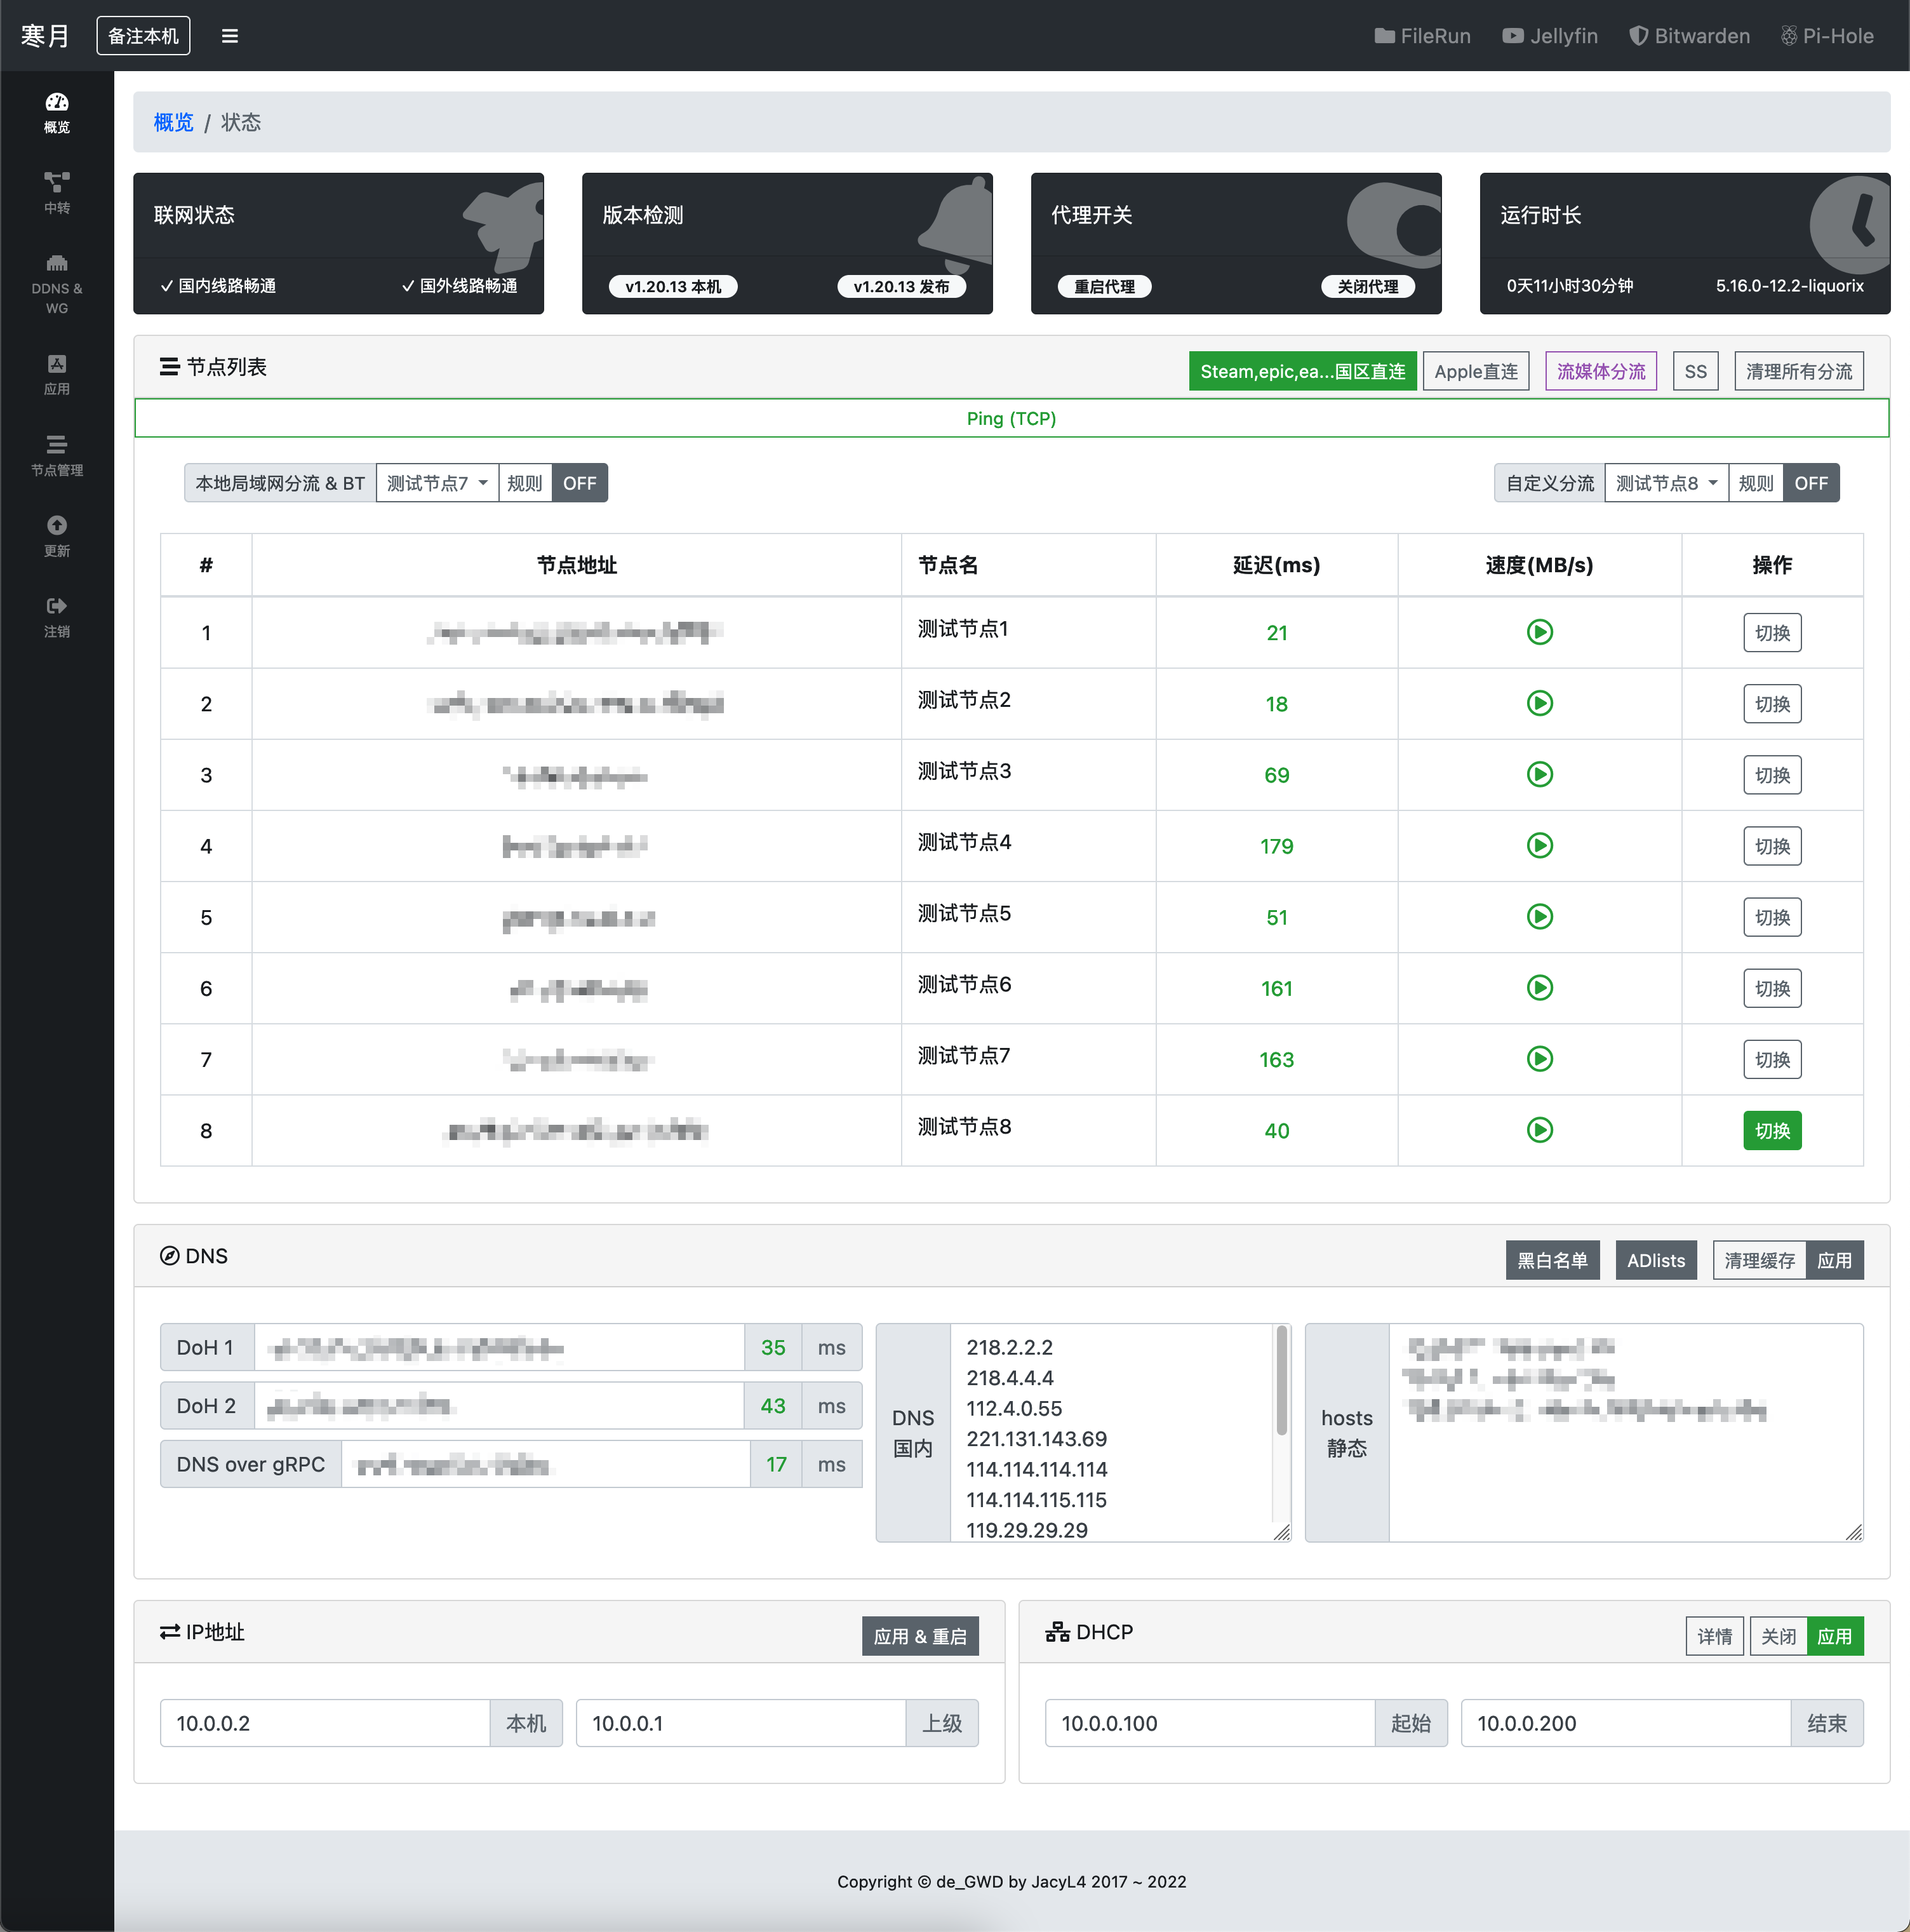 寒月 备注本机 FileRun Jellyfin Bitwarden Pi-Hole
概览
中转
DDNS &
WG
应用
节点管理
更新
注销
概览 / 状态
联网状态
国内线路畅通 国外线路畅通
版本检测
v1.20.13 本机 v1.20.13 发布
代理开关
重启代理 关闭代理
运行时长
0天11小时30分钟 5.16.0-12.2-liquorix
节点列表 Steam,epic,ea...国区直连 Apple直连 流媒体分流 SS 清理所有分流
Ping (TCP)
本地局域网分流 & BT 测试节点7 规则 OFF 自定义分流 测试节点8 规则 OFF
# 节点地址 节点名 延迟(ms) 速度(MB/s) 操作
1 测试节点1 21 切换
2 测试节点2 18 切换
3 测试节点3 69 切换
4 测试节点4 179 切换
5 测试节点5 51 切换
6 测试节点6 161 切换
7 测试节点7 163 切换
8 测试节点8 40 切换
DNS 黑白名单 ADlists 清理缓存 应用
DoH 1 35 ms
DoH 2 43 ms
DNS over gRPC 17 ms
DNS
国内
218.2.2.2
218.4.4.4
112.4.0.55
221.131.143.69
114.114.114.114
114.114.115.115
119.29.29.29
hosts
静态
IP地址 应用 & 重启
10.0.0.2 本机 10.0.0.1 上级
DHCP 详情 关闭 应用
10.0.0.100 起始 10.0.0.200 结束
Copyright © de_GWD by JacyL4 2017 ~ 2022